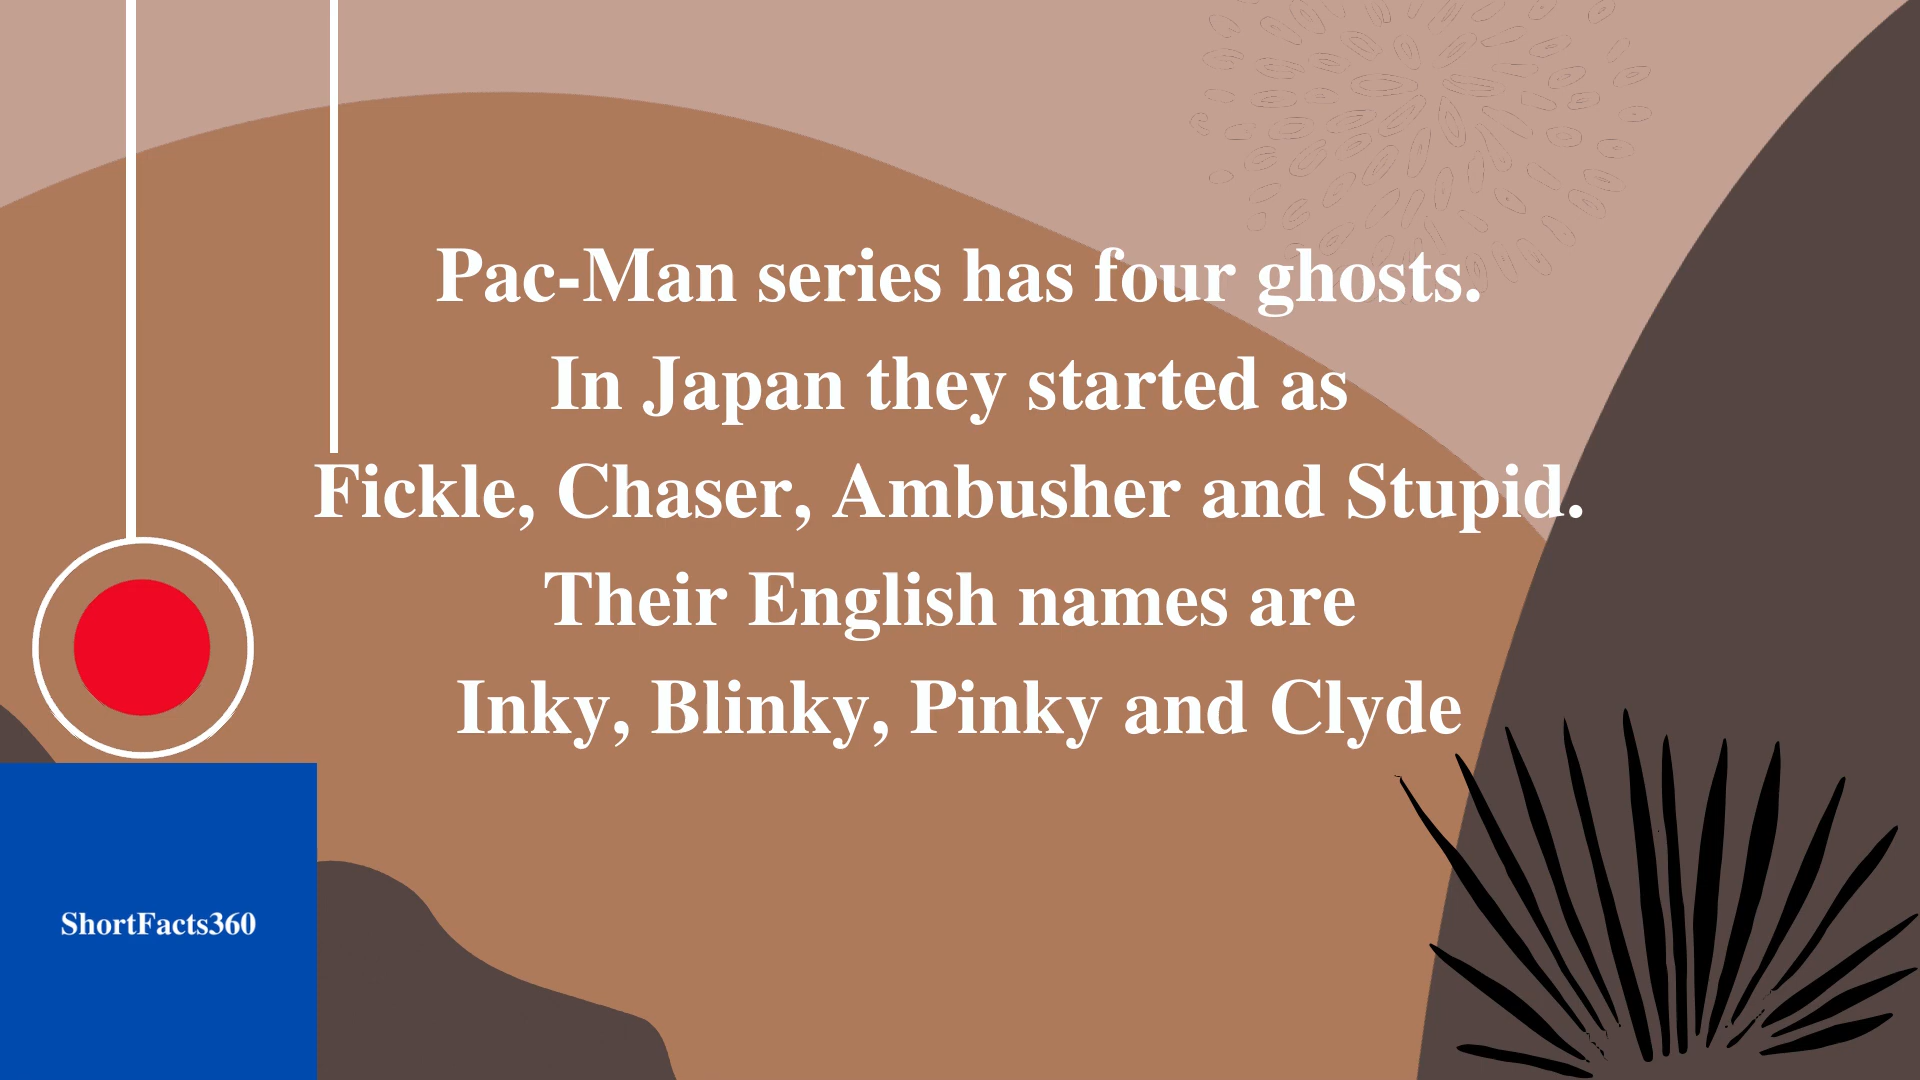 Pac-Man series has four ghosts.
In Japan they started as
Fickle, Chaser, Ambusher and Stupid.
Their English names are
Inky, Blinky, Pinky and Clyde
ShortFacts360